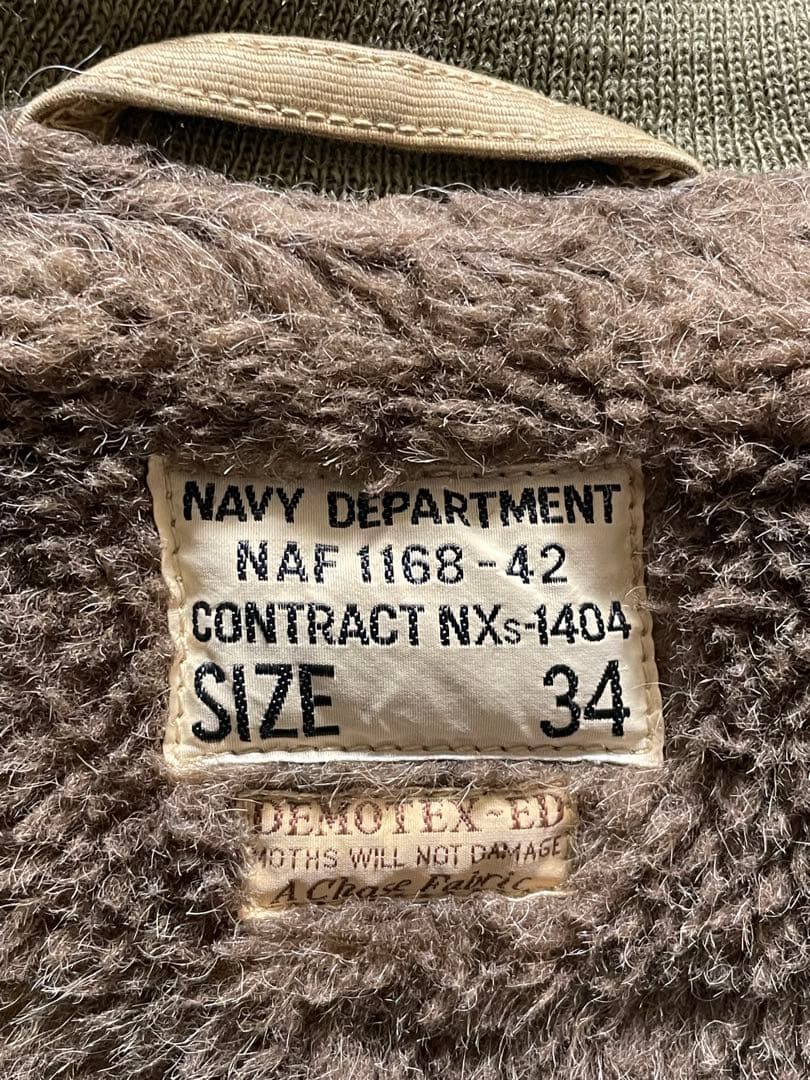 NAVY DEPARTMENT
NAF 1168-42
CONTRACT NXs-1404
SIZE 34
DEMOTEX-ED
MOTHS WILL NOT DAMAGE
A Chase Fabric